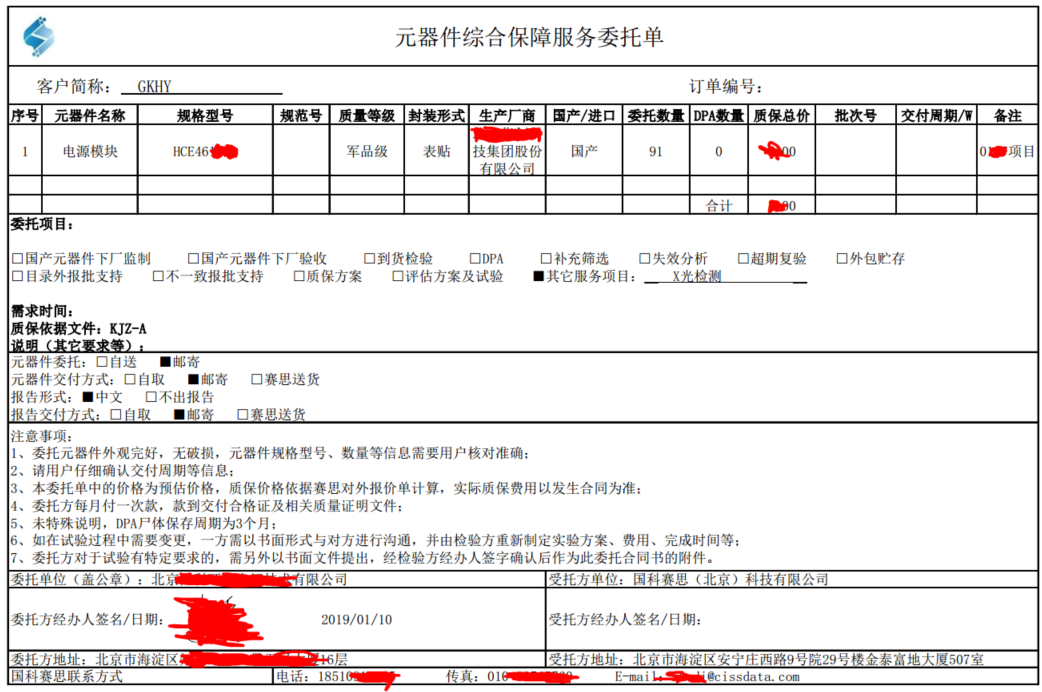 元器件综合保障服务委托单
客户简称： GKHY 订单编号：
序号 元器件名称 规格型号 规范号 质量等级 封装形式 生产厂商 国产/进口 委托数量 DPA数量 质保总价 批次号 交付周期/W 备注
1 电源模块 HCE46 军品级 表贴 技集团股份有限公司 国产 91 0 00 0 项目
合计 00
委托项目：
□国产元器件下厂监制 □国产元器件下厂验收 □到货检验 □DPA □补充筛选 □失效分析 □超期复验 □外包贮存
□目录外报批支持 □不一致报批支持 □质保方案 □评估方案及试验 ■其它服务项目： X光检测
需求时间：
质保依据文件：KJZ-A
说明（其它要求等）：
元器件委托：□自送 ■邮寄
元器件交付方式：□自取 ■邮寄 □赛思送货
报告形式：■中文 □不出报告
报告交付方式：□自取 ■邮寄 □赛思送货
注意事项：
1、委托元器件外观完好，无破损，元器件规格型号、数量等信息需要用户核对准确；
2、请用户仔细确认交付周期等信息；
3、本委托单中的价格为预估价格，质保价格依据赛思对外报价单计算，实际质保费用以发生合同为准；
4、委托方每月付一次款，款到交付合格证及相关质量证明文件；
5、未特殊说明，DPA尸体保存周期为3个月；
6、如在试验过程中需要变更，一方需以书面形式与对方进行沟通，并由检验方重新制定实验方案、费用、完成时间等；
7、委托方对于试验有特定要求的，需另外以书面文件提出，经检验方经办人签字确认后作为此委托合同书的附件。
委托单位（盖公章）：北京 有限公司 受托方单位：国科赛思（北京）科技有限公司
委托方经办人签名/日期： 2019/01/10 受托方经办人签名/日期：
委托方地址：北京市海淀区 16层 受托方地址：北京市海淀区安宁庄西路9号院29号楼金泰富地大厦507室
国科赛思联系方式 电话：18510 传真：010 E-mail: i@cissdata.com